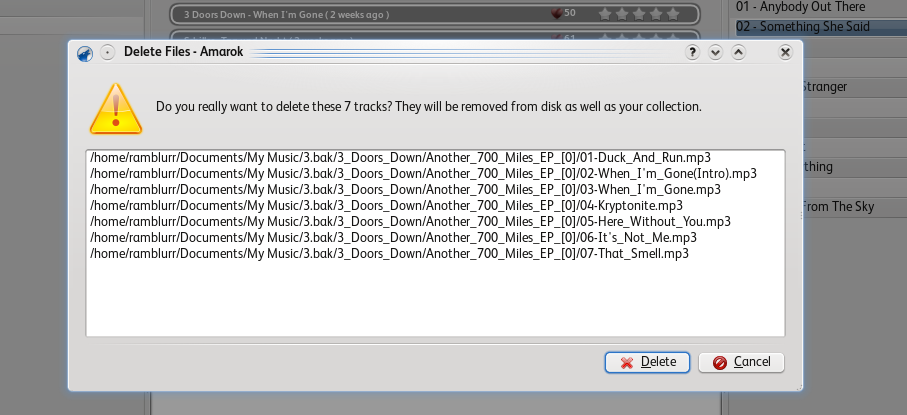 3 Doors Down - When I'm Gone ( 2 weeks ago )
50
01 - Anybody Out There
02 - Something She Said
61
Delete Files - Amarok
Stranger
Do you really want to delete these 7 tracks? They will be removed from disk as well as your collection.
/home/ramblurr/Documents/My Music/3.bak/3_Doors_Down/Another_700_Miles_EP_[0]/01-Duck_And_Run.mp3
/home/ramblurr/Documents/My Music/3.bak/3_Doors_Down/Another_700_Miles_EP_[0]/02-When_I'm_Gone(Intro).mp3
thing
/home/ramblurr/Documents/My Music/3.bak/3_Doors_Down/Another_700_Miles_EP_[0]/03-When_I'm_Gone.mp3
/home/ramblurr/Documents/My Music/3.bak/3_Doors_Down/Another_700_Miles_EP_[0]/04-Kryptonite.mp3
From The Sky
/home/ramblurr/Documents/My Music/3.bak/3_Doors_Down/Another_700_Miles_EP_[0]/05-Here_Without_You.mp3
/home/ramblurr/Documents/My Music/3.bak/3_Doors_Down/Another_700_Miles_EP_[0]/06-It's_Not_Me.mp3
/home/ramblurr/Documents/My Music/3.bak/3_Doors_Down/Another_700_Miles_EP_[0]/07-That_Smell.mp3
Delete
Cancel